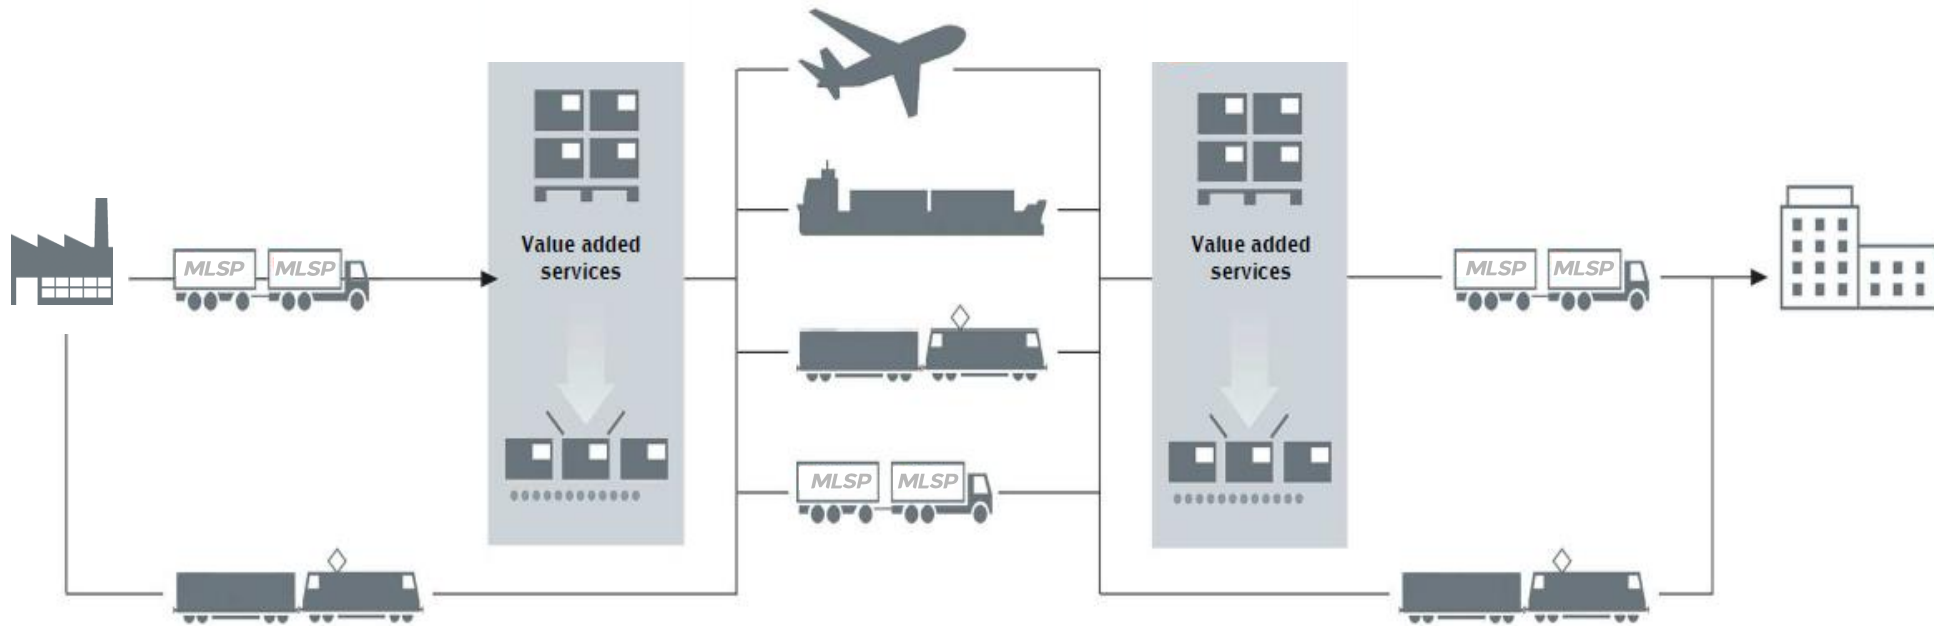 MLSP MLSP
Value added
services
MLSP MLSP
Value added
services
MLSP MLSP